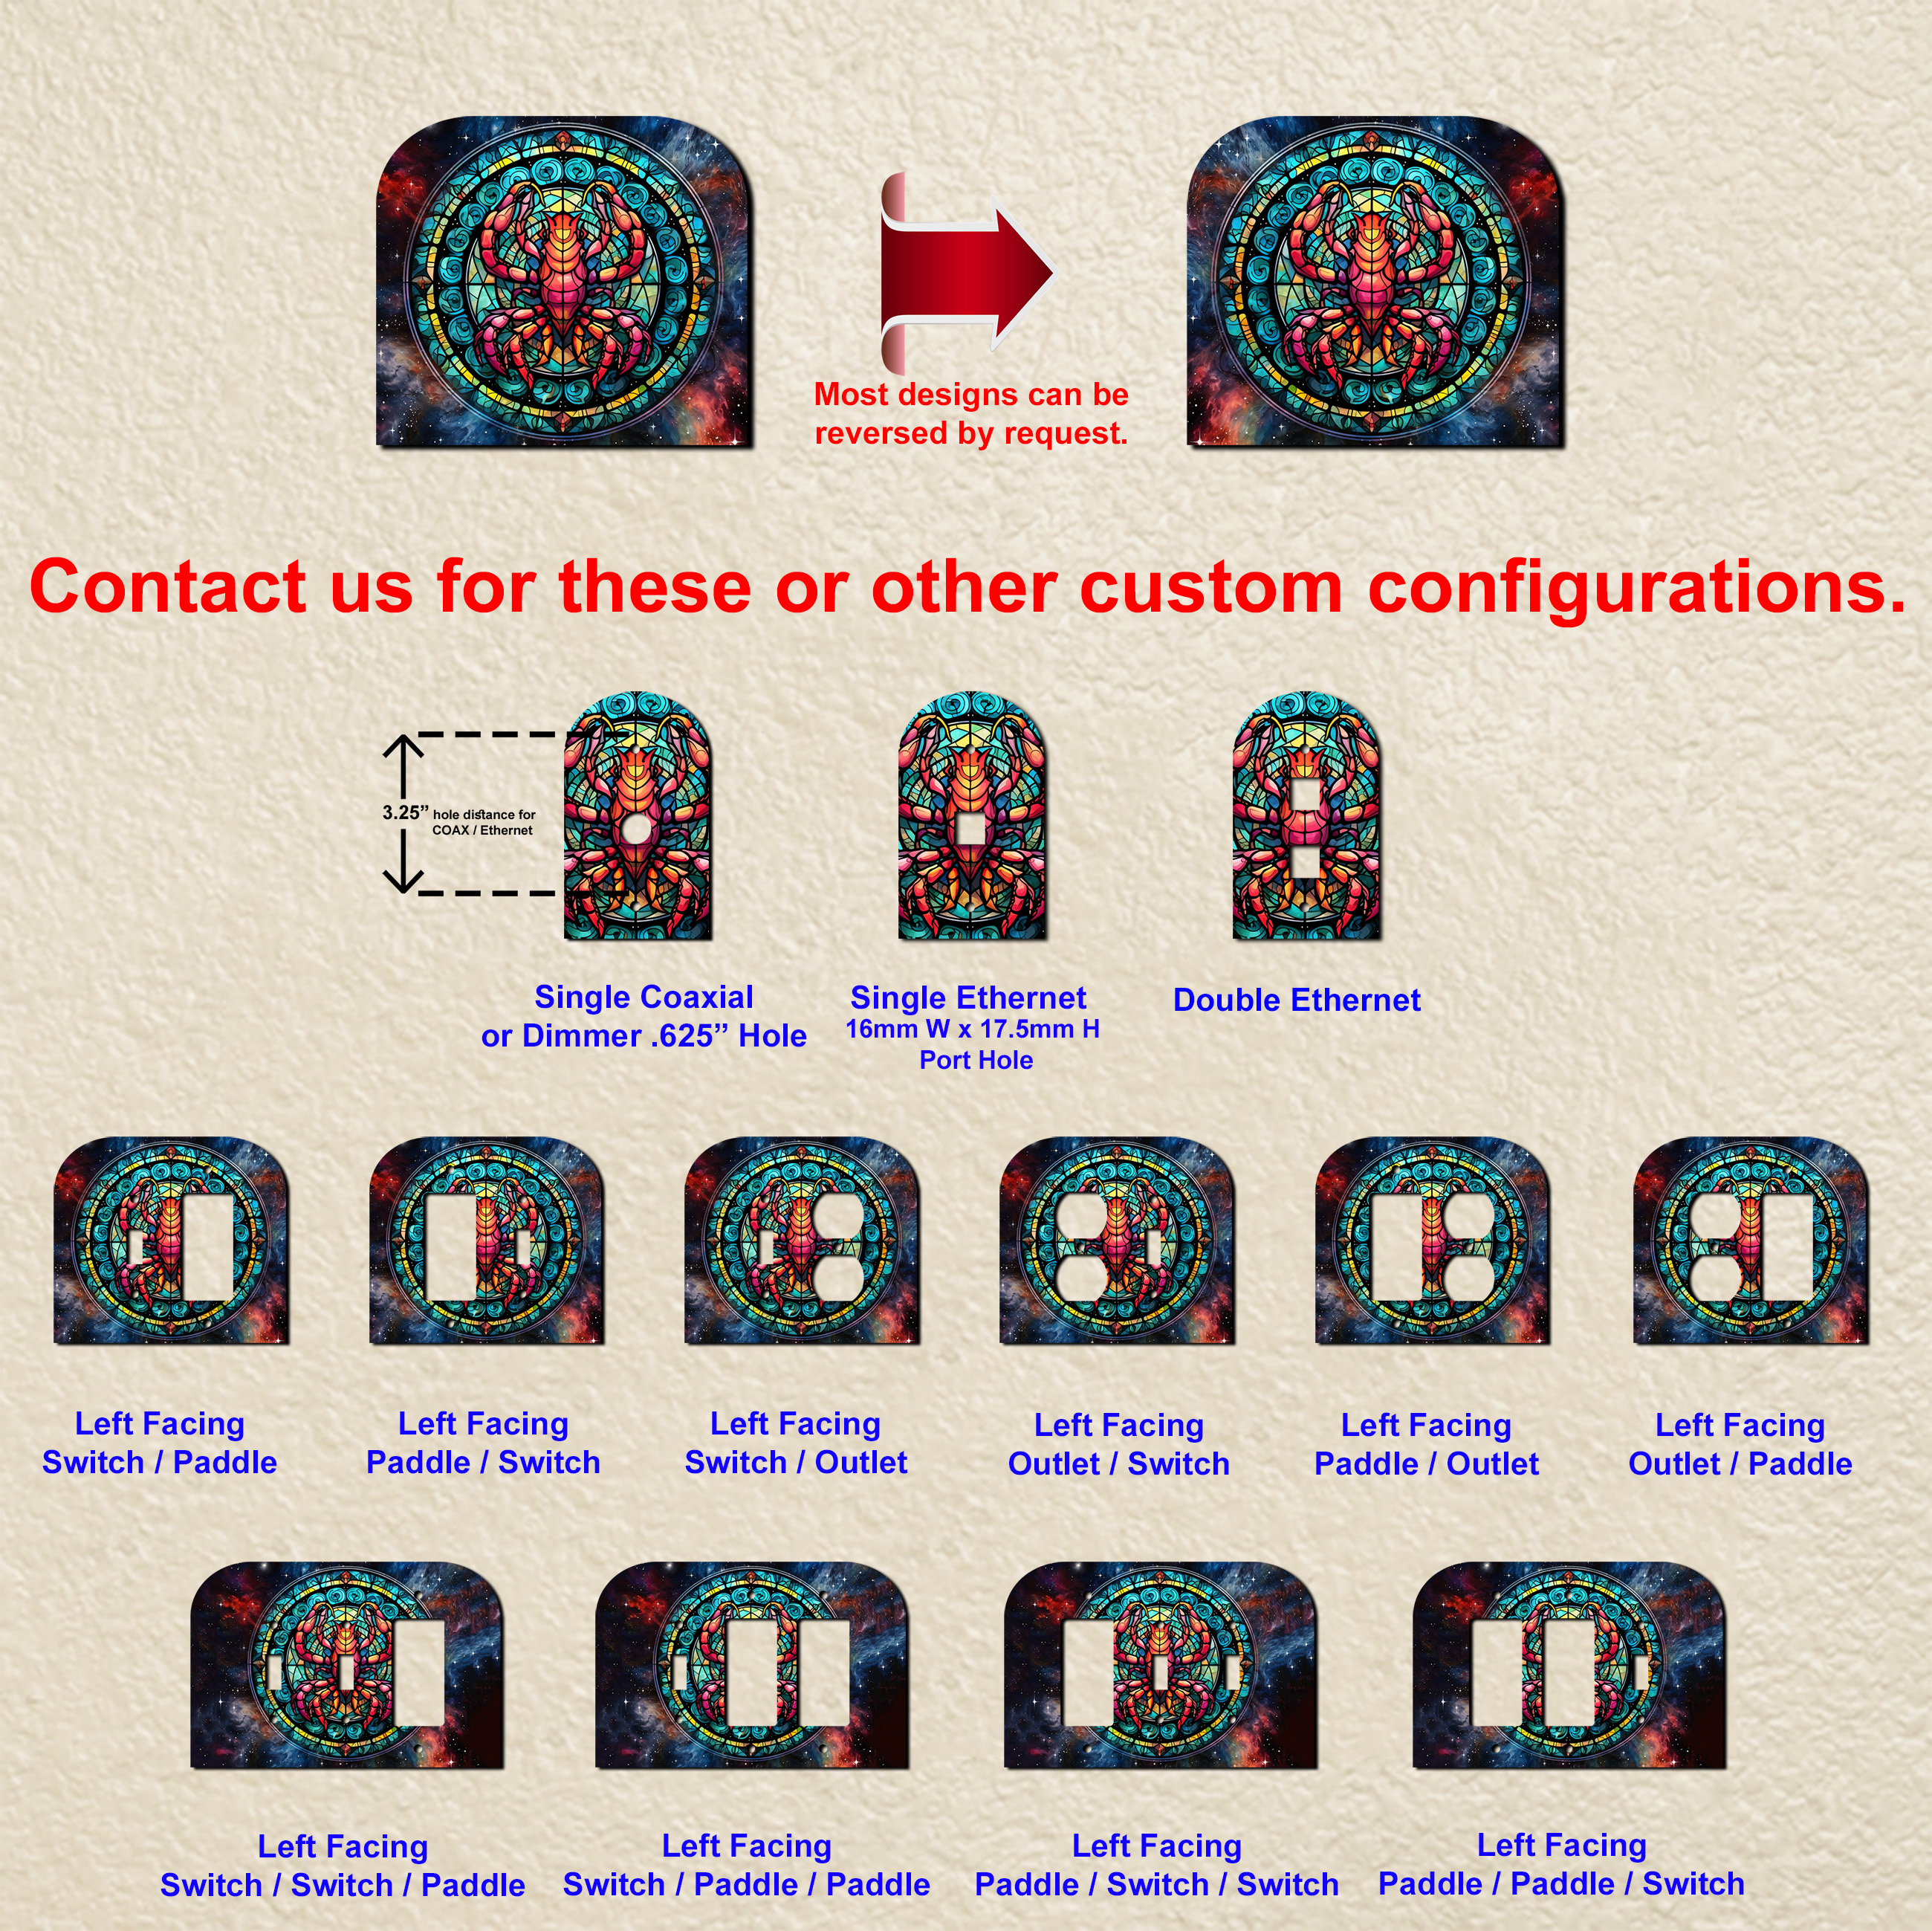 Most designs can be
reversed by request.
Contact us for these or other custom configurations.
3.25” hole distance for
COAX / Ethernet
Single Coaxial
or Dimmer .625” Hole
Single Ethernet
16mm W x 17.5mm H
Port Hole
Double Ethernet
Left Facing
Switch / Paddle
Left Facing
Paddle / Switch
Left Facing
Switch / Outlet
Left Facing
Outlet / Switch
Left Facing
Paddle / Outlet
Left Facing
Outlet / Paddle
Left Facing
Switch / Switch / Paddle
Left Facing
Switch / Paddle / Paddle
Left Facing
Paddle / Switch / Switch
Left Facing
Paddle / Paddle / Switch